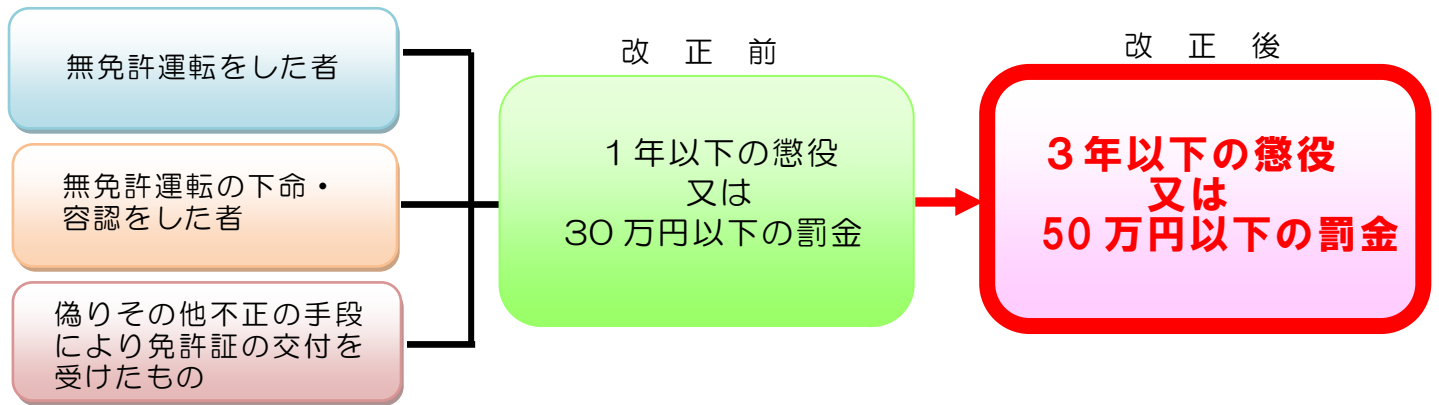 無免許運転をした者
無免許運転の下命・
容認をした者
偽りその他不正の手段
により免許証の交付を
受けたもの
改正前
１年以下の懲役
又は
30万円以下の罰金
改正後
３年以下の懲役
又は
50万円以下の罰金